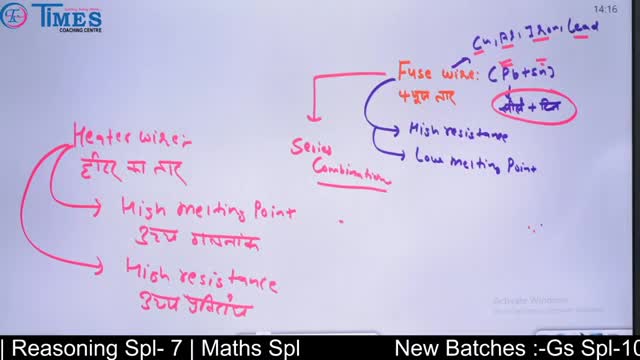 TIMES
COACHING CENTRE
14:16
Cu, Al, Iron, Lead
Fuse wire: (Pb+Sn)
फ्यूज तार
सीसा + टिन
High resistance
Low melting Point
Series
Combination
Heater wire:-
हीटर का तार
High melting Point
उच्च गलनांक
High resistance
उच्च प्रतिरोध
Activate Windows
| Reasoning Spl- 7 | Maths Spl New Batches :-Gs Spl-10